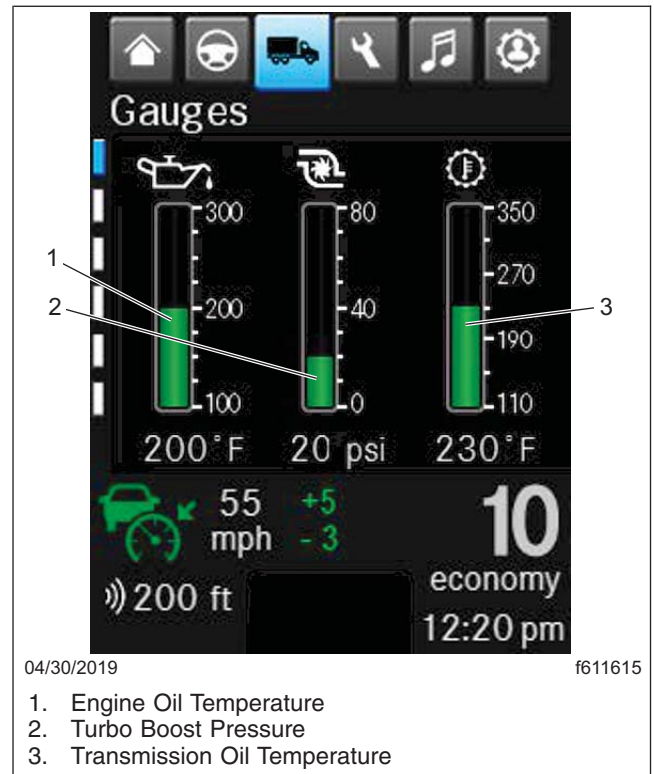 Gauges
300 80 350
270
1
2 200 40 3
190
100 0 110
200°F 20 psi 230°F
55 +5 10
mph - 3
economy
200 ft
12:20 pm
04/30/2019 f611615
1. Engine Oil Temperature
2. Turbo Boost Pressure
3. Transmission Oil Temperature